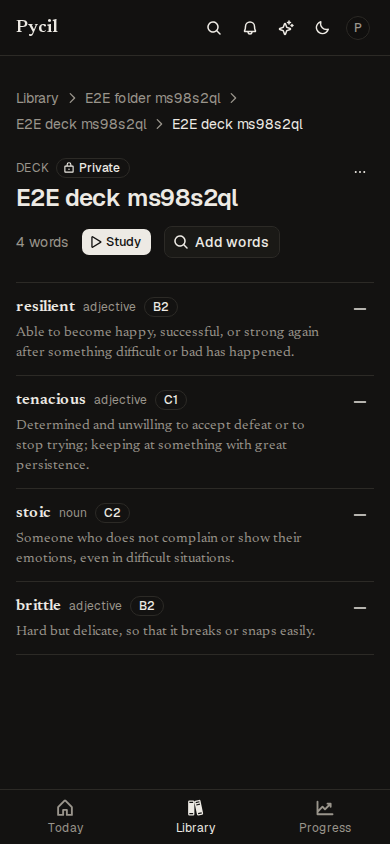 Pycil
P
Library > E2E folder ms98s2ql >
E2E deck ms98s2ql > E2E deck ms98s2ql
DECK Private
...
E2E deck ms98s2ql
4 words Study Add words
resilient adjective B2
Able to become happy, successful, or strong again
after something difficult or bad has happened.
tenacious adjective C1
Determined and unwilling to accept defeat or to
stop trying; keeping at something with great
persistence.
stoic noun C2
Someone who does not complain or show their
emotions, even in difficult situations.
brittle adjective B2
Hard but delicate, so that it breaks or snaps easily.
Today Library Progress